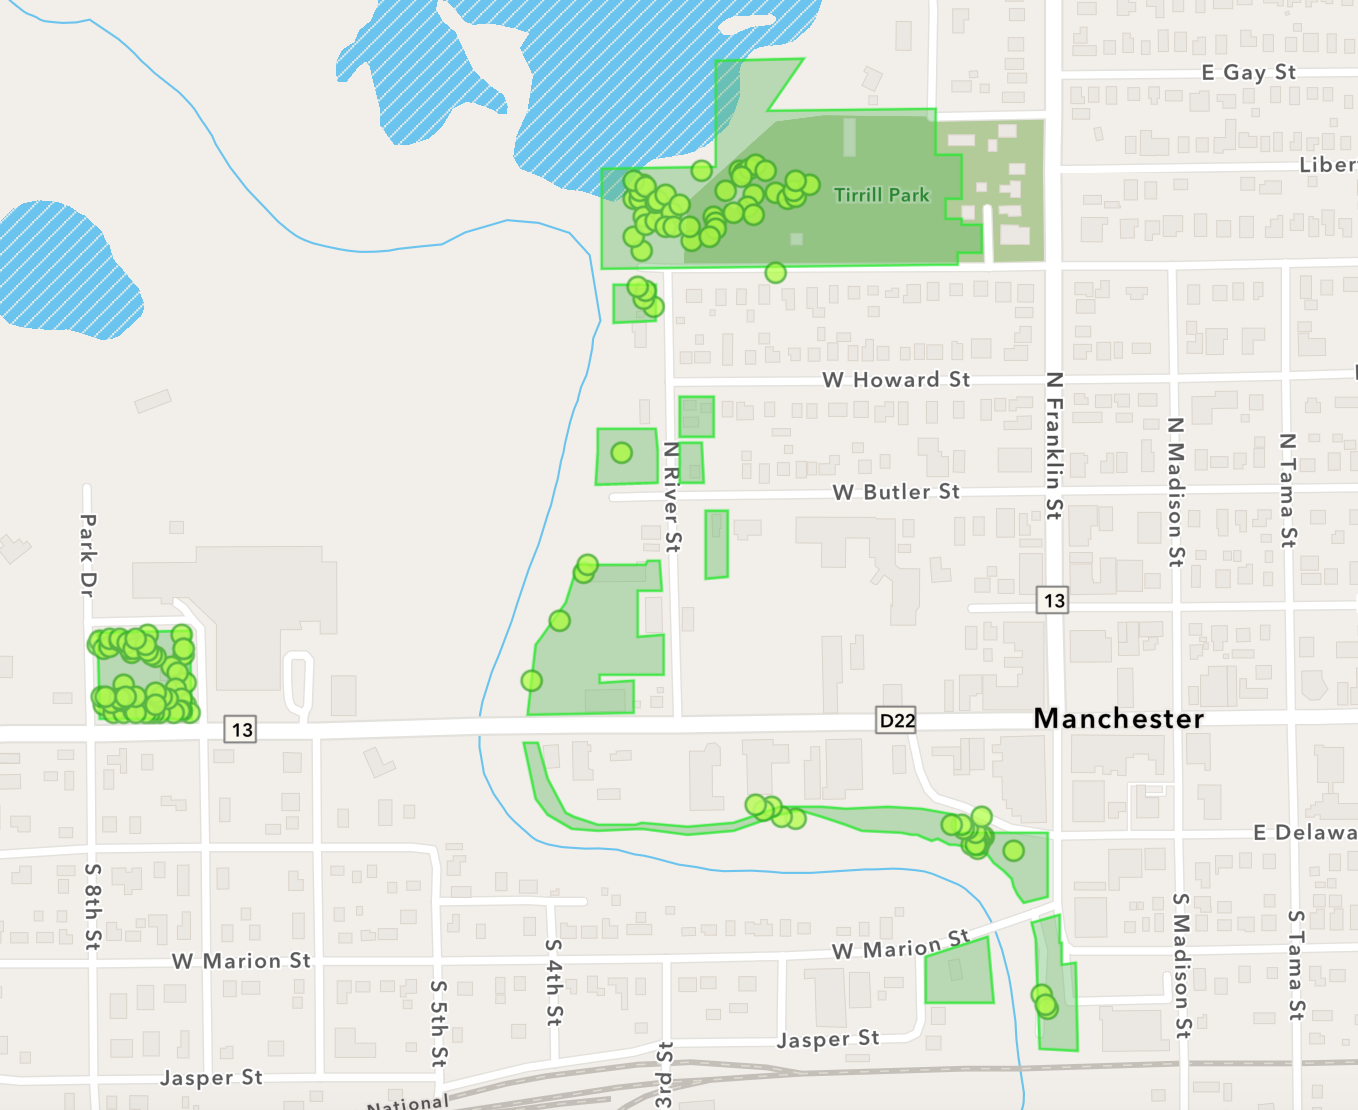 E Gay St
Liber
Tirrill Park
W Howard St
N Franklin St
N River St
N Madison St
N Tama St
W Butler St
Park Dr
13
13
D22
Manchester
E Delawa
S 8th St
W Marion St
W Marion St
S 4th St
S 5th St
S Madison St
S Tama St
Jasper St
Jasper St
3rd St
National